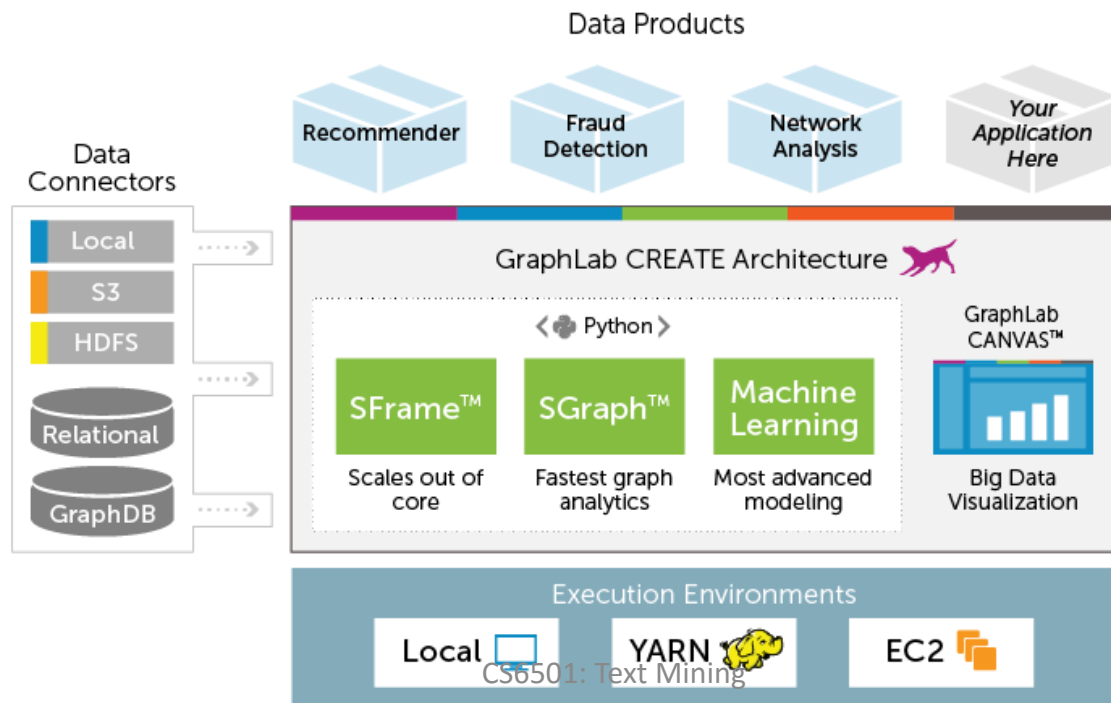 Data Products
Recommender
Fraud
Detection
Network
Analysis
Your
Application
Here
Data
Connectors
Local
S3
HDFS
Relational
GraphDB
GraphLab CREATE Architecture
< Python >
SFrame™
Scales out of
core
SGraph™
Fastest graph
analytics
Machine
Learning
Most advanced
modeling
GraphLab
CANVAS™
Big Data
Visualization
Execution Environments
Local
YARN
EC2
CS6501: Text Mining